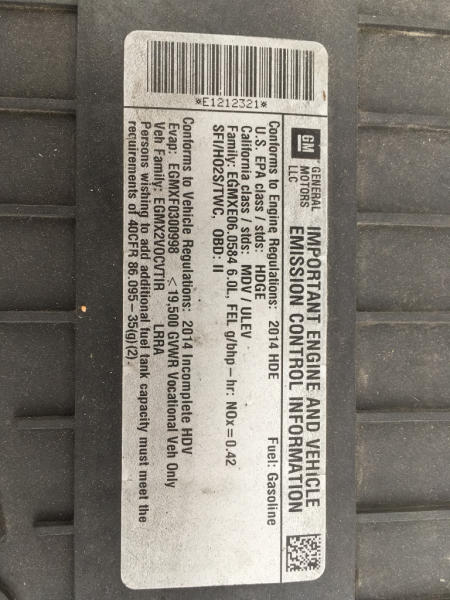 GM
GENERAL
MOTORS
LLC
IMPORTANT ENGINE AND VEHICLE
EMISSION CONTROL INFORMATION
Conforms to Engine Regulations: 2014 HDE Fuel: Gasoline
U.S. EPA class / stds: HDGE
California class / stds: MDV / ULEV
Family: EGMXE06.0584 6.0L, FEL g/bhp-hr: NOx=0.42
SFI/HO2S/TWC, OBD: II
*E1212321*
Conforms to Vehicle Regulations: 2014 Incomplete HDV
Evap: EGMXF0300998 <19,500 GVWR Vocational Veh Only
Veh Family: EGMX2VOCVTIR LRRA
Persons wishing to add additional fuel tank capacity must meet the
requirements of 40CFR 86.095-35(g)(2).